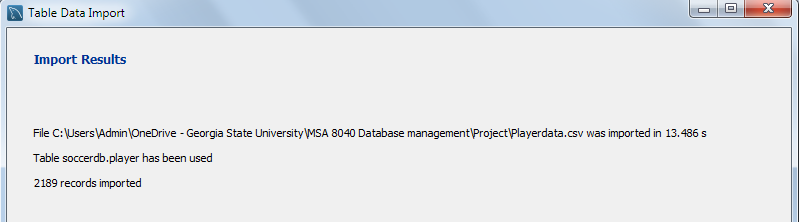 Table Data Import
Import Results
File C:\Users\Admin\OneDrive - Georgia State University\MSA 8040 Database management\Project\Playerdata.csv was imported in 13.486 s
Table soccerdb.player has been used
2189 records imported